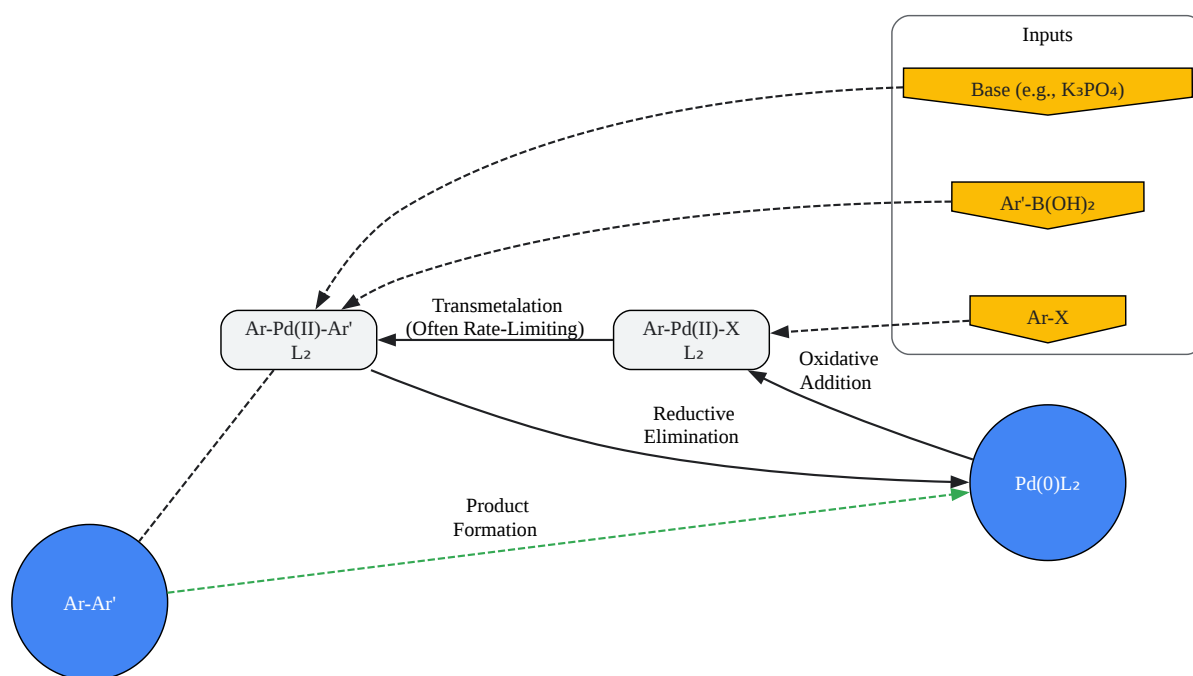 Inputs
Base (e.g., K₃PO₄)
Ar'-B(OH)₂
Ar-X
Transmetalation
(Often Rate-Limiting)
Ar-Pd(II)-Ar'
L₂
Ar-Pd(II)-X
L₂
Oxidative
Addition
Reductive
Elimination
Pd(0)L₂
Product
Formation
Ar-Ar'